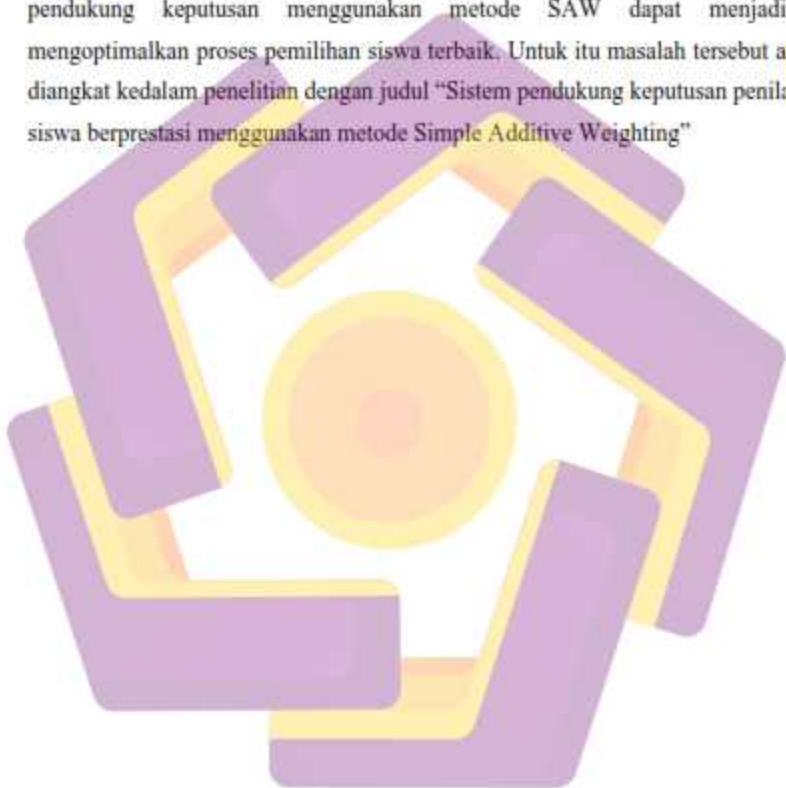 pendukung keputusan menggunakan metode SAW dapat menjadi
mengoptimalkan proses pemilihan siswa terbaik. Untuk itu masalah tersebut
diangkat kedalam penelitian dengan judul “Sistem pendukung keputusan
siswa berprestasi menggunakan metode Simple Additive Weighting”